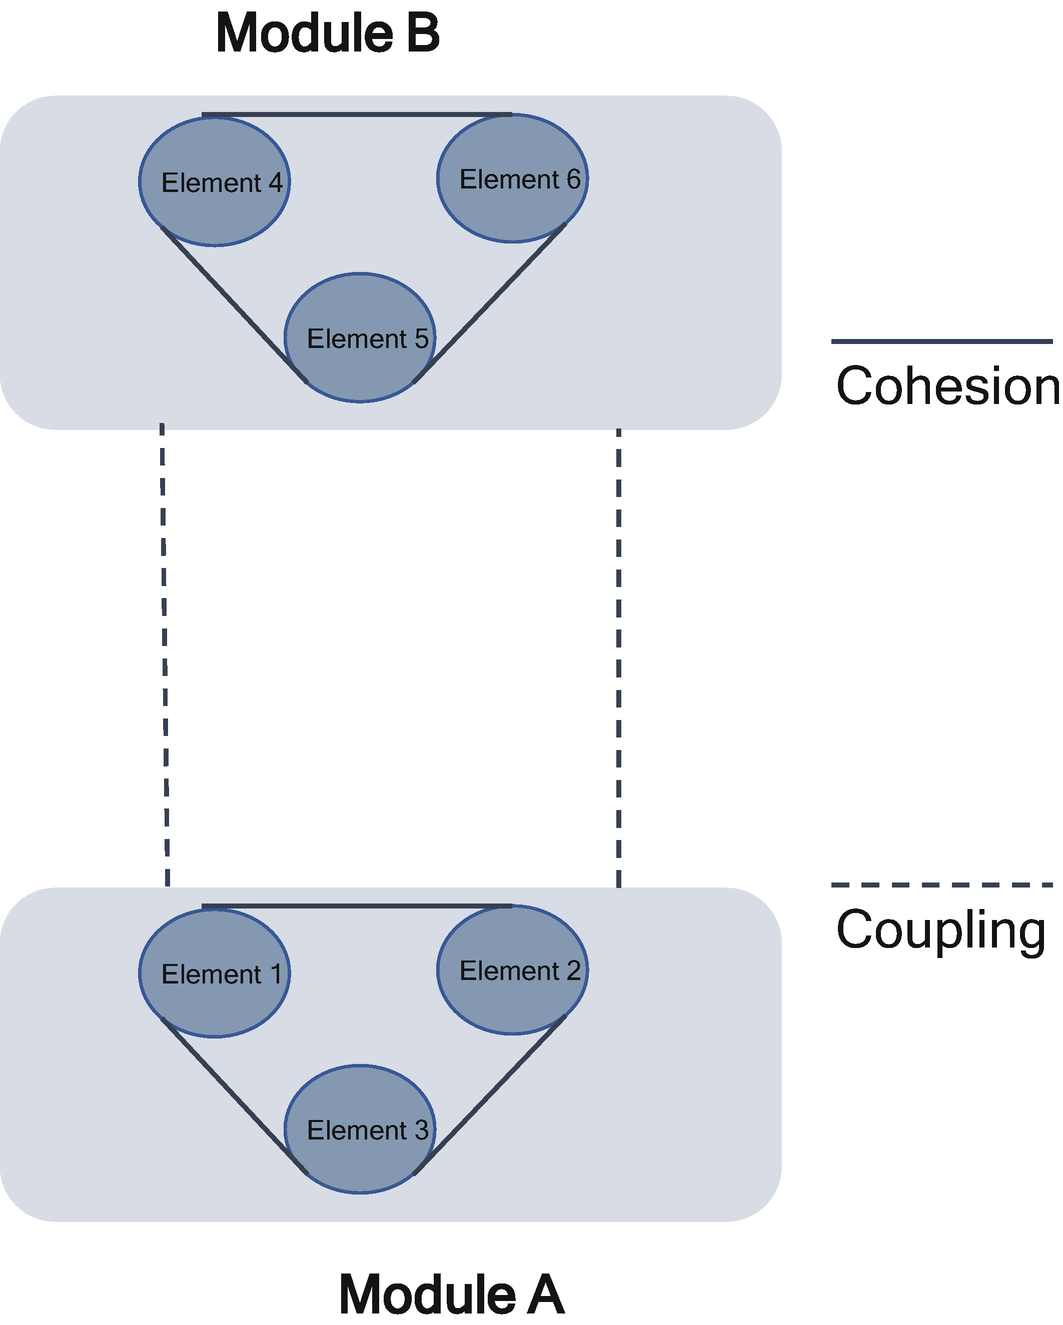 Module B
Element 4
Element 6
Element 5
Cohesion
Coupling
Element 1
Element 2
Element 3
Module A